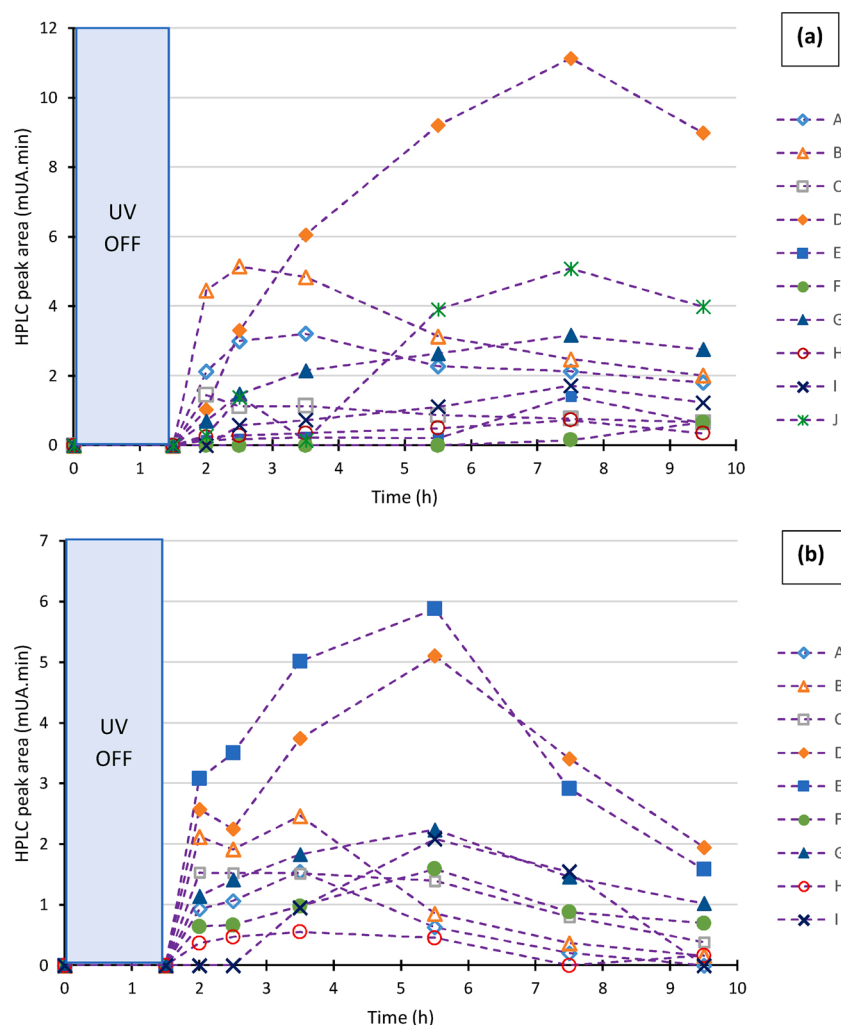 (a)
HPLC peak area (mUA.min)
12
10
8
6
4
2
0
UV
OFF
0 1 2 3 4 5 6 7 8 9 10
Time (h)
A
B
C
D
E
F
G
H
I
J
(b)
HPLC peak area (mUA.min)
7
6
5
4
3
2
1
0
UV
OFF
0 1 2 3 4 5 6 7 8 9 10
Time (h)
A
B
C
D
E
F
G
H
I